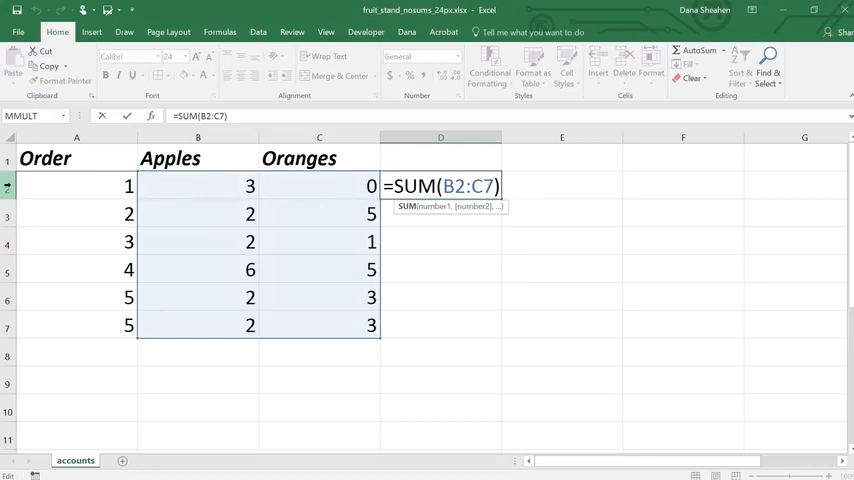 fruit_stand_nosums_24px.xlsx - Excel
Dana Sheahen
File Home Insert Draw Page Layout Formulas Data Review View Developer Dana Acrobat Tell me what you want to do Shar
Paste
Cut
Copy
Format Painter
Clipboard
Calibri 24
B I U
Font
Wrap Text
Merge & Center
Alignment
$ % ,
Number
Conditional Formatting
Format as Table
Cell Styles
Styles
Insert Delete Format
Cells
AutoSum
Fill
Clear
Sort & Filter
Find & Select
Editing
MMULT =SUM(B2:C7)
A B C D E F G
1 Order Apples Oranges
2 1 3 0 =SUM(B2:C7)
SUM(number1, [number2], ...)
3 2 2 5
4 3 2 1
5 4 6 5
6 5 2 3
7 5 2 3
8
9
10
11
accounts
Edit